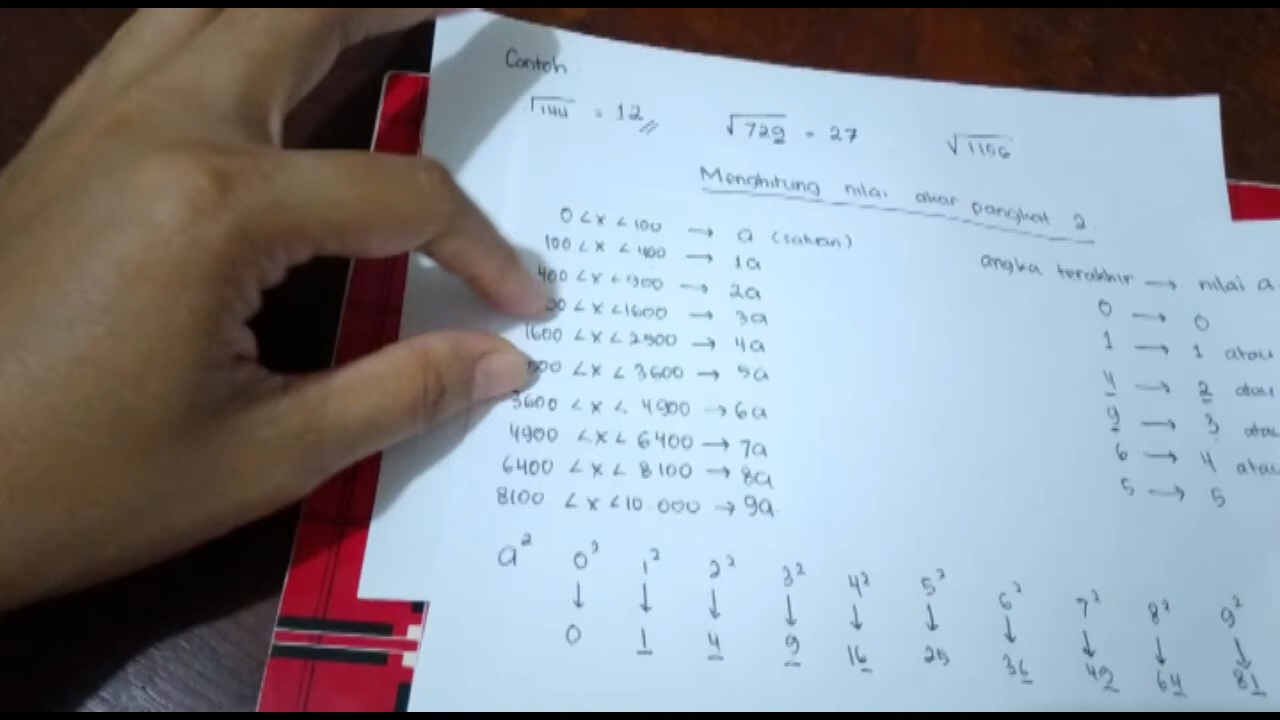 Contoh
√144 = 12 √729 = 27 √1156
Menghitung nilai akar pangkat 2
0 < x < 100 → a (satuan)
100 < x < 400 → 1a
400 < x < 900 → 2a
00 < x < 1600 → 3a
1600 < x < 2500 → 4a
500 < x < 3600 → 5a
3600 < x < 4900 → 6a
4900 < x < 6400 → 7a
6400 < x < 8100 → 8a
8100 < x < 10.000 → 9a
angka terakhir → nilai a
0 → 0
1 → 1 atau
4 → 2 atau
9 → 3 atau
6 → 4 atau
5 → 5
a² 0² 1² 2² 3² 4² 5² 6² 7² 8² 9²
↓ ↓ ↓ ↓ ↓ ↓ ↓ ↓ ↓ ↓
0 1 4 9 16 25 36 49 64 81